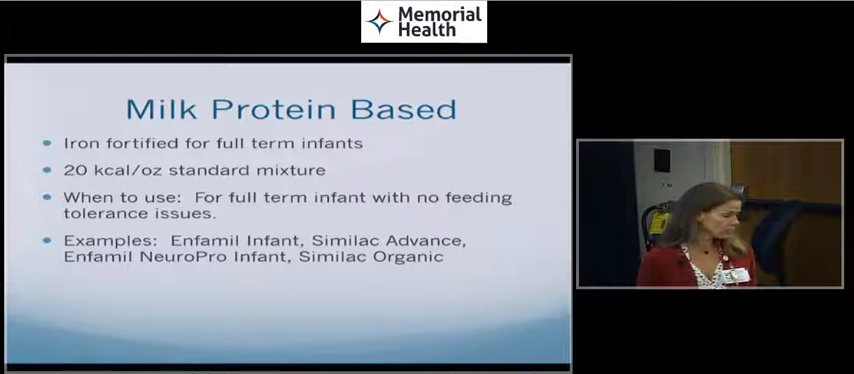 Memorial
Health
Milk Protein Based
Iron fortified for full term infants
20 kcal/oz standard mixture
When to use: For full term infant with no feeding
tolerance issues.
Examples: Enfamil Infant, Similac Advance,
Enfamil NeuroPro Infant, Similac Organic